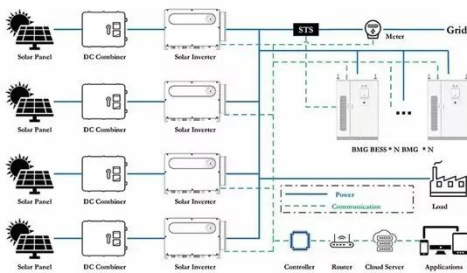 STS
Meter
Grid
Solar Panel DC Combiner Solar Inverter
Solar Panel DC Combiner Solar Inverter
BMG BESS * N BMG * N
Solar Panel DC Combiner Solar Inverter
Power
Communication
Load
Solar Panel DC Combiner Solar Inverter
Controller Router Cloud Server Applications